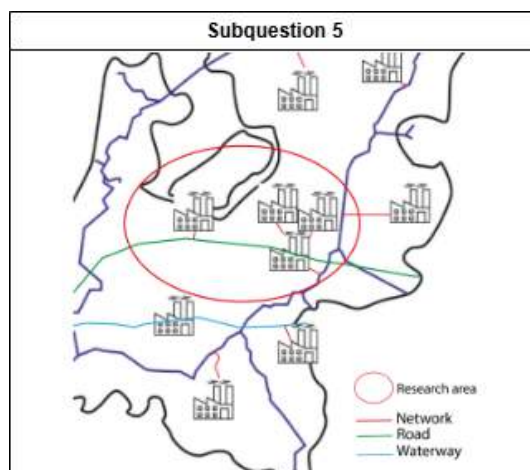 Subquestion 5
Research area
Network
Road
Waterway